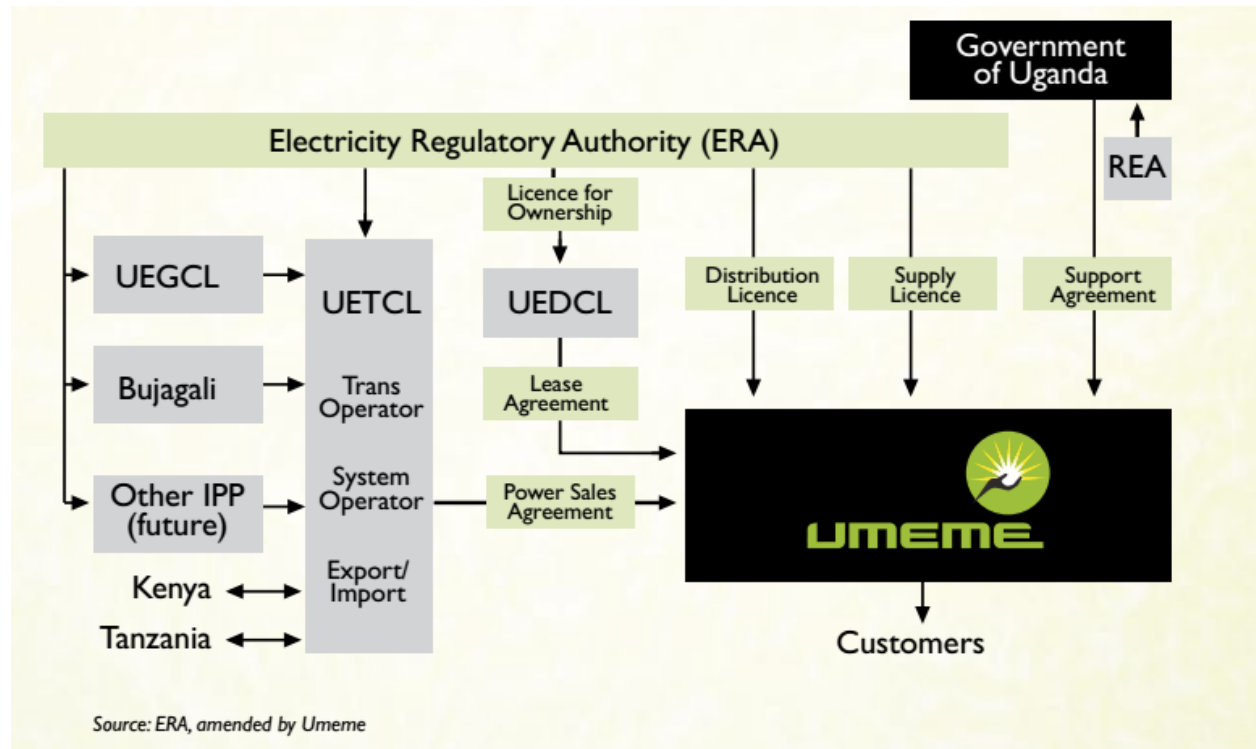 Government
of Uganda
Electricity Regulatory Authority (ERA)
REA
Licence for
Ownership
UEGCL
UETCL
UEDCL
Distribution
Licence
Supply
Licence
Support
Agreement
Bujagali
Trans
Operator
Lease
Agreement
Other IPP
(future)
System
Operator
Power Sales
Agreement
UMEME
Kenya
Export/
Import
Tanzania
Customers
Source: ERA, amended by Umeme